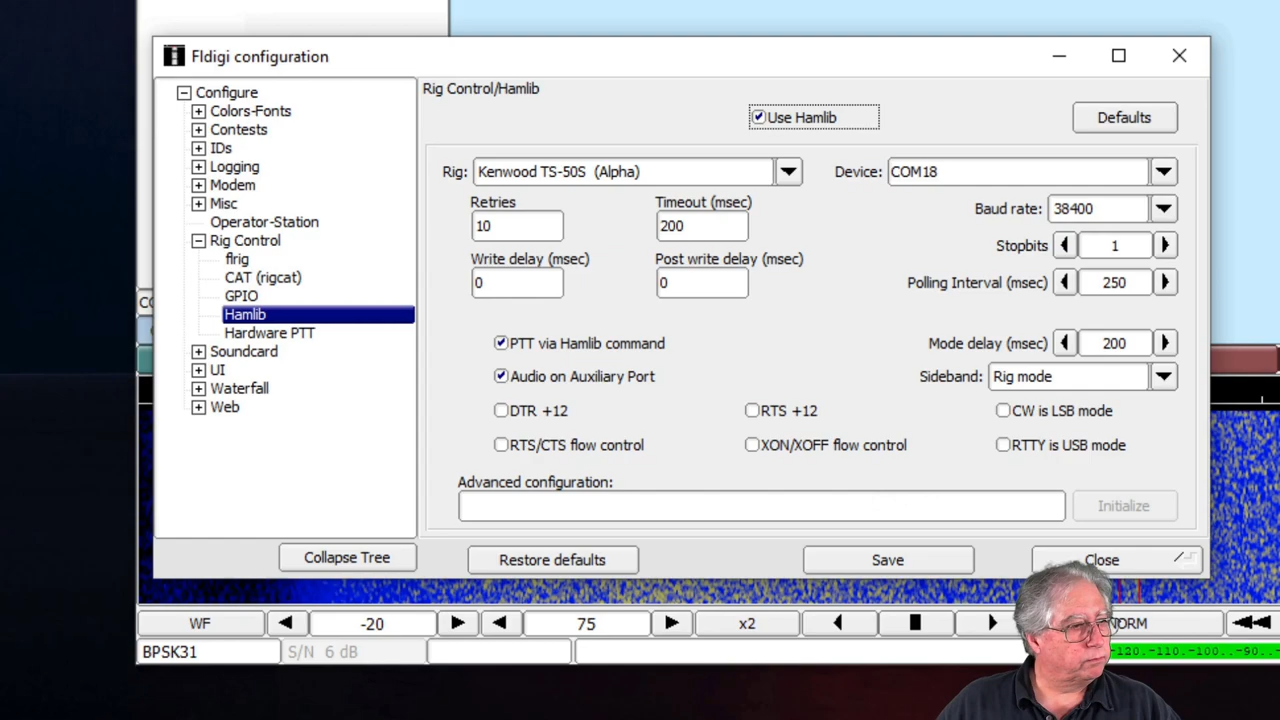 Fldigi configuration
Configure
Colors-Fonts
Contests
IDs
Logging
Modem
Misc
Operator-Station
Rig Control
flrig
CAT (rigcat)
GPIO
Hamlib
Hardware PTT
Soundcard
UI
Waterfall
Web
Collapse Tree
Rig Control/Hamlib
Use Hamlib
Defaults
Rig: Kenwood TS-50S (Alpha)
Device: COM18
Retries
10
Timeout (msec)
200
Baud rate: 38400
Stopbits 1
Write delay (msec)
0
Post write delay (msec)
0
Polling Interval (msec) 250
PTT via Hamlib command
Mode delay (msec) 200
Audio on Auxiliary Port
Sideband: Rig mode
DTR +12
RTS +12
CW is LSB mode
RTS/CTS flow control
XON/XOFF flow control
RTTY is USB mode
Advanced configuration:
Initialize
Restore defaults
Save
Close
WF
-20
75
x2
NORM
BPSK31
S/N 6 dB
-120.-110.-100..-90..